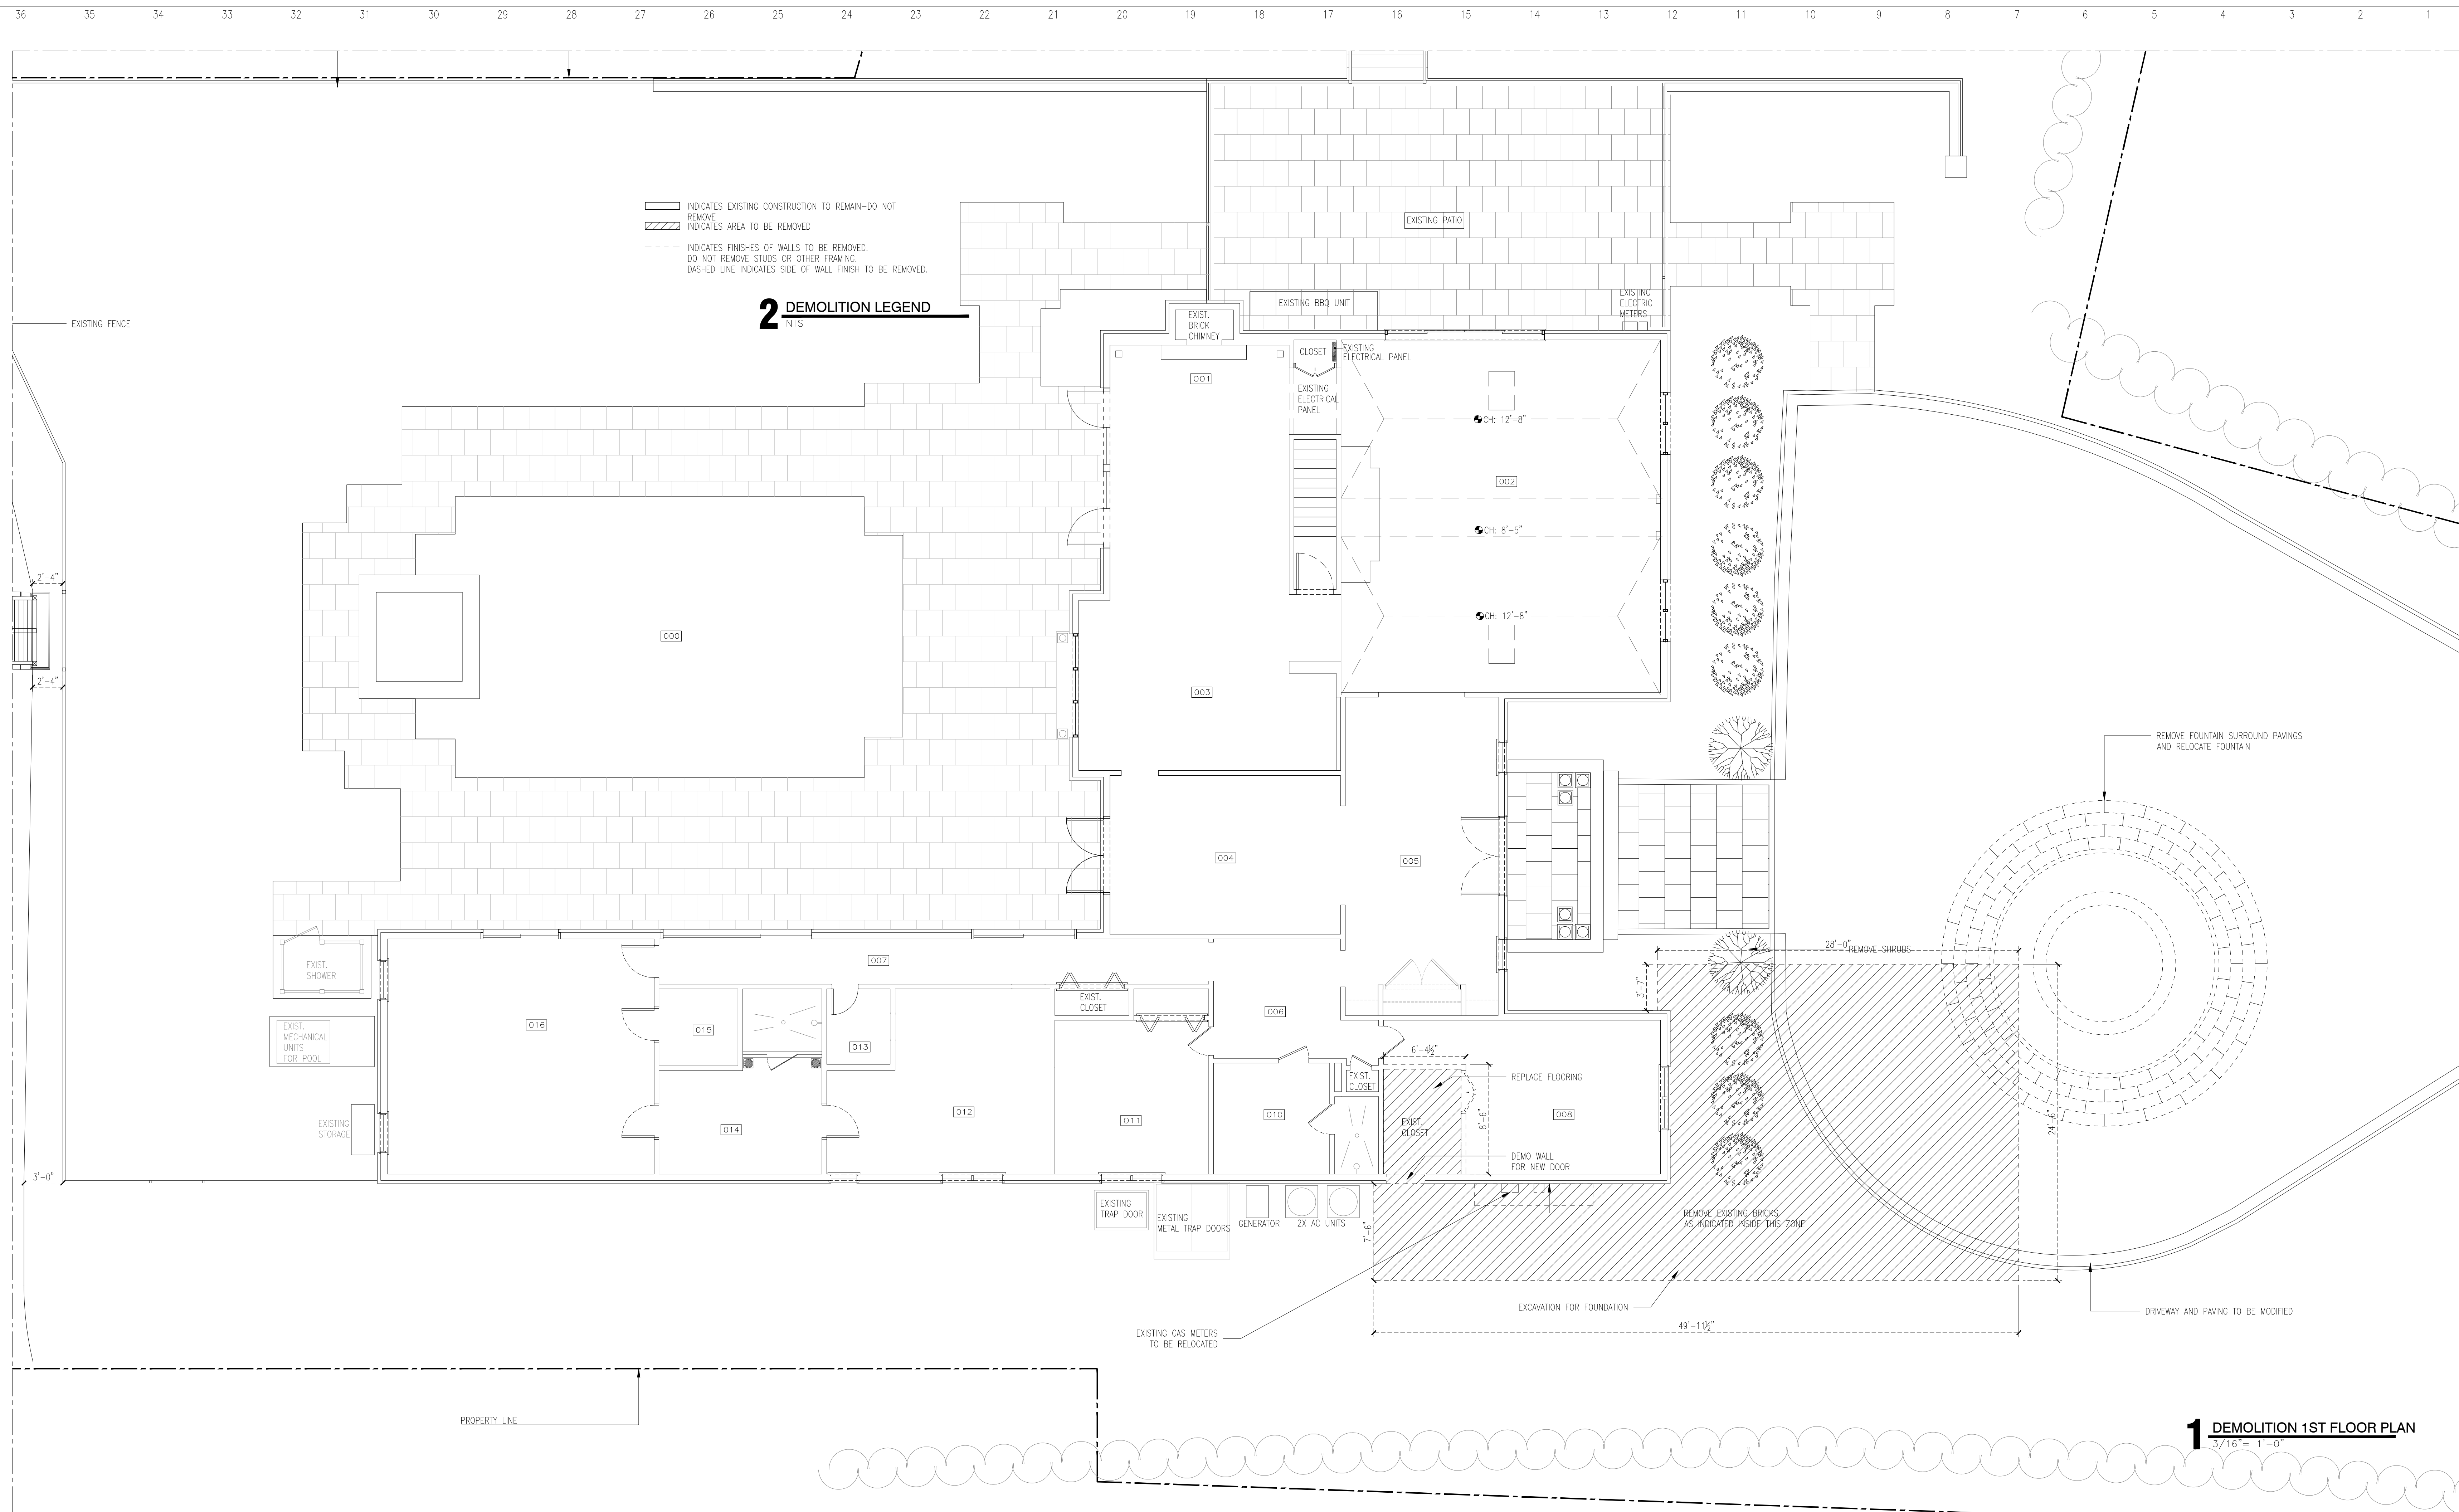 36 35 34 33 32 31 30 29 28 27 26 25 24 23 22 21 20 19 18 17 16 15 14 13 12 11 10 9 8 7 6 5 4 3 2 1
INDICATES EXISTING CONSTRUCTION TO REMAIN-DO NOT
REMOVE
INDICATES AREA TO BE REMOVED
INDICATES FINISHES OF WALLS TO BE REMOVED.
DO NOT REMOVE STUDS OR OTHER FRAMING.
DASHED LINE INDICATES SIDE OF WALL FINISH TO BE REMOVED.
2 DEMOLITION LEGEND
NTS
EXISTING FENCE
EXISTING PATIO
EXISTING BBQ UNIT
EXISTING
ELECTRIC
METERS
EXIST.
BRICK
CHIMNEY
CLOSET
EXISTING
ELECTRICAL PANEL
EXISTING
ELECTRICAL
PANEL
001
CH: 12'-8"
002
CH: 8'-5"
CH: 12'-8"
2'-4"
2'-4"
000
003
004
005
REMOVE FOUNTAIN SURROUND PAVINGS
AND RELOCATE FOUNTAIN
28'-0"
REMOVE SHRUBS
3'-7"
24'-6"
EXIST.
SHOWER
EXIST.
MECHANICAL
UNITS
FOR POOL
EXISTING
STORAGE
3'-0"
007
016
015
013
014
012
EXIST.
CLOSET
011
006
010
EXIST.
CLOSET
6'-4½"
8'-6"
EXIST.
CLOSET
008
REPLACE FLOORING
DEMO WALL
FOR NEW DOOR
REMOVE EXISTING BRICKS
AS INDICATED INSIDE THIS ZONE
EXISTING
TRAP DOOR
EXISTING
METAL TRAP DOORS
GENERATOR
2X AC UNITS
7'-6"
EXCAVATION FOR FOUNDATION
49'-11½"
EXISTING GAS METERS
TO BE RELOCATED
DRIVEWAY AND PAVING TO BE MODIFIED
PROPERTY LINE
1 DEMOLITION 1ST FLOOR PLAN
3/16"= 1'-0"